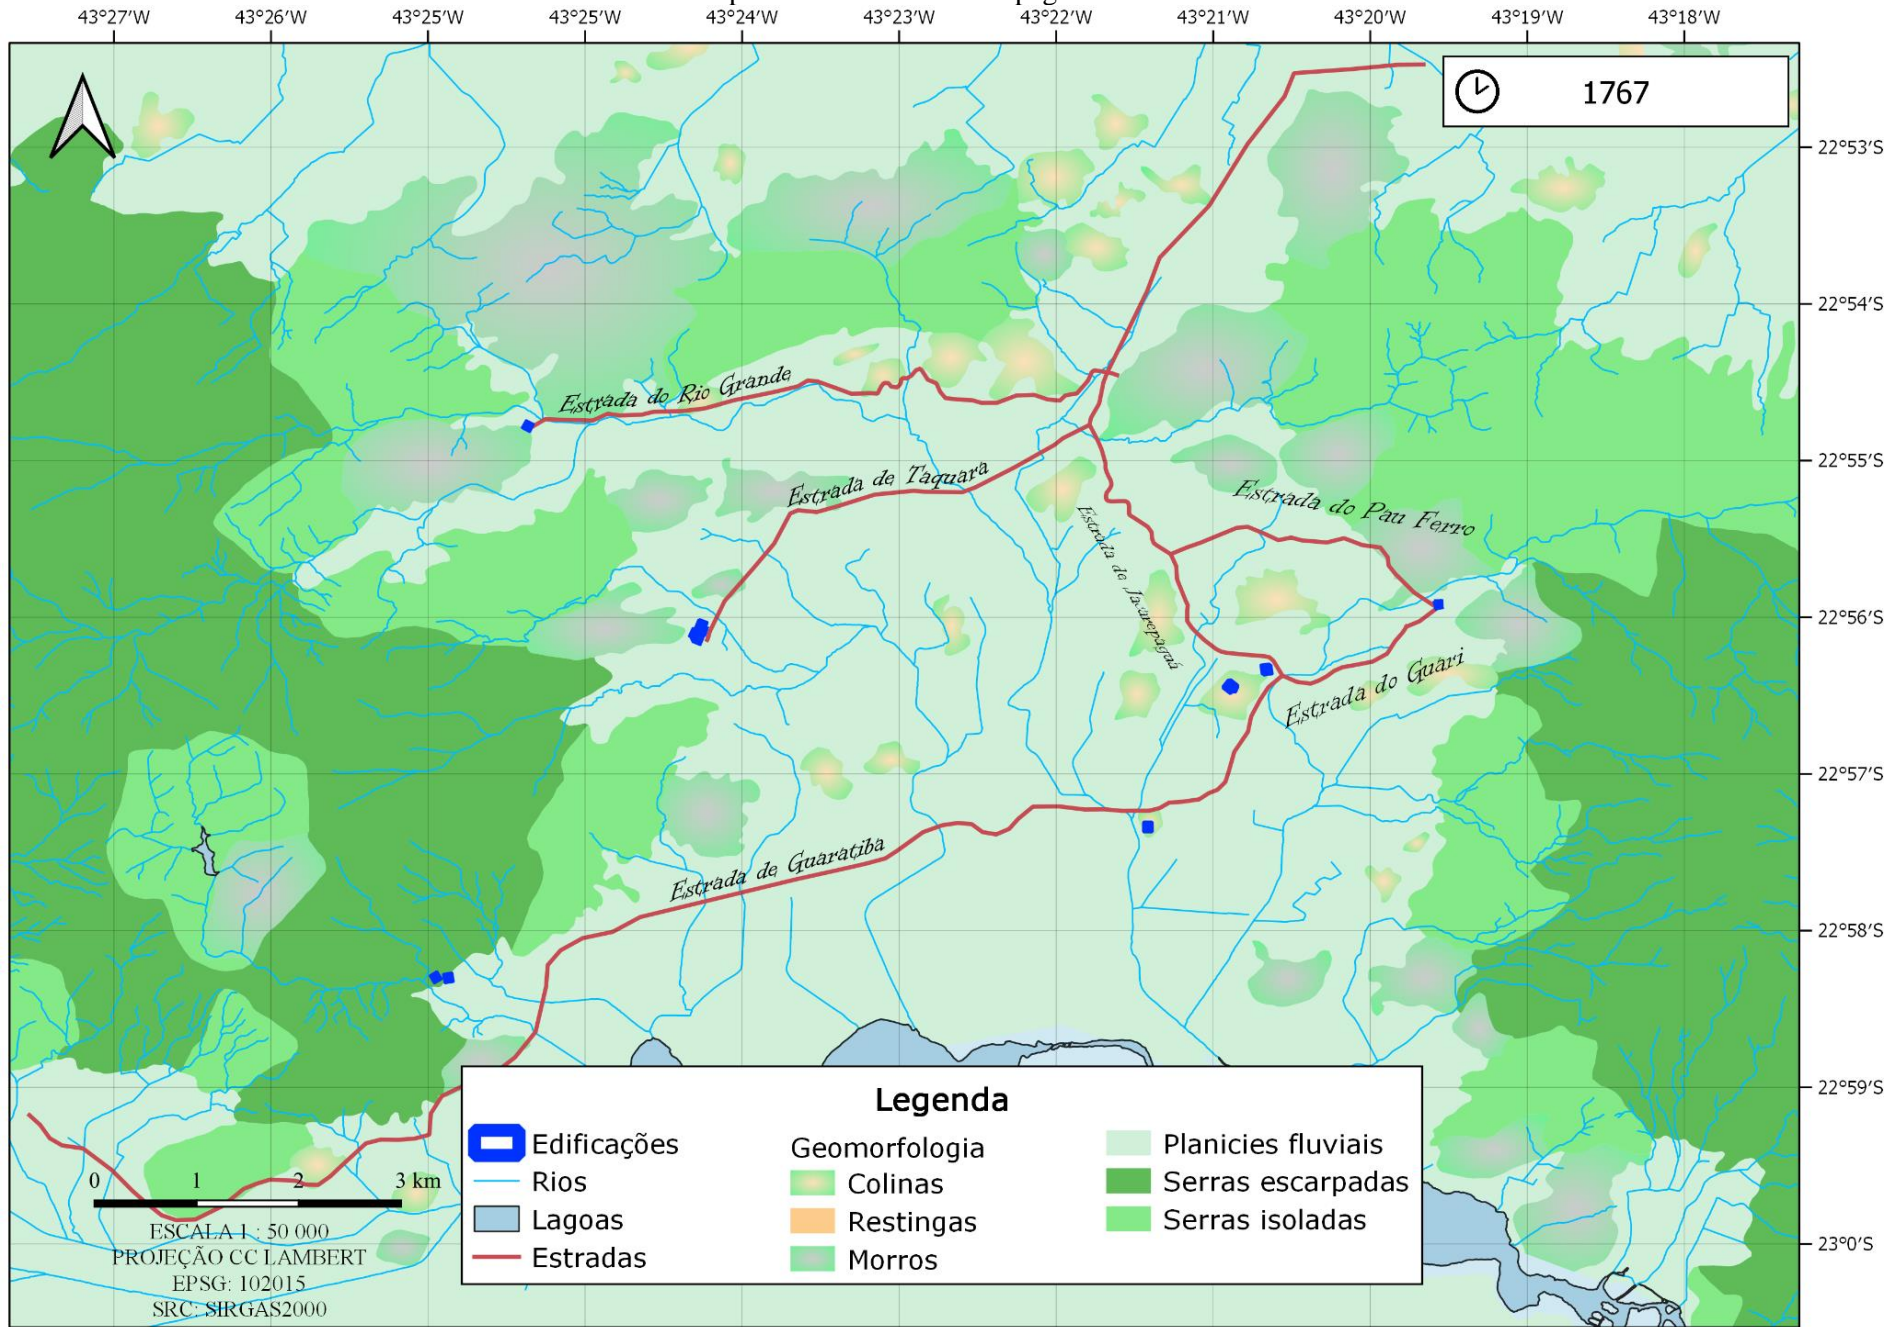 43°27'W 43°26'W 43°25'W 43°25'W 43°24'W 43°23'W 43°22'W 43°21'W 43°20'W 43°19'W 43°18'W
1767
22°53'S
22°54'S
Estrada do Rio Grande
22°55'S
Estrada de Taquara
Estrada do Pau Ferro
Estrada de Jacarepaguá
22°56'S
Estrada do Guari
22°57'S
Estrada de Guaratiba
22°58'S
22°59'S
Legenda
Edificações
Rios
Lagoas
Estradas
Geomorfologia
Colinas
Restingas
Morros
Planicies fluviais
Serras escarpadas
Serras isoladas
0 1 2 3 km
ESCALA 1 : 50 000
PROJEÇÃO CC LAMBERT
EPSG: 102015
SRC: SIRGAS2000
23°0'S